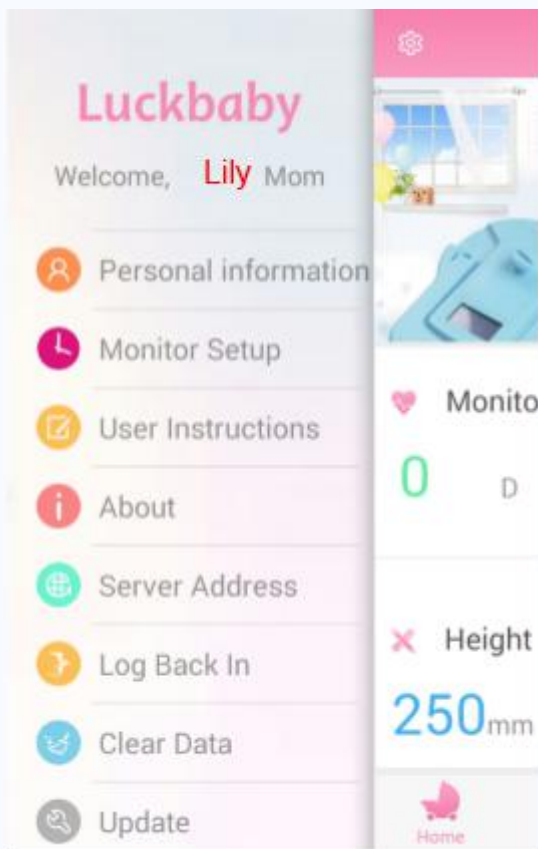 Luckbaby
Welcome, Lily Mom
Personal information
Monitor Setup
User Instructions
About
Server Address
Log Back In
Clear Data
Update
Monito
0 D
Height
250mm
Home